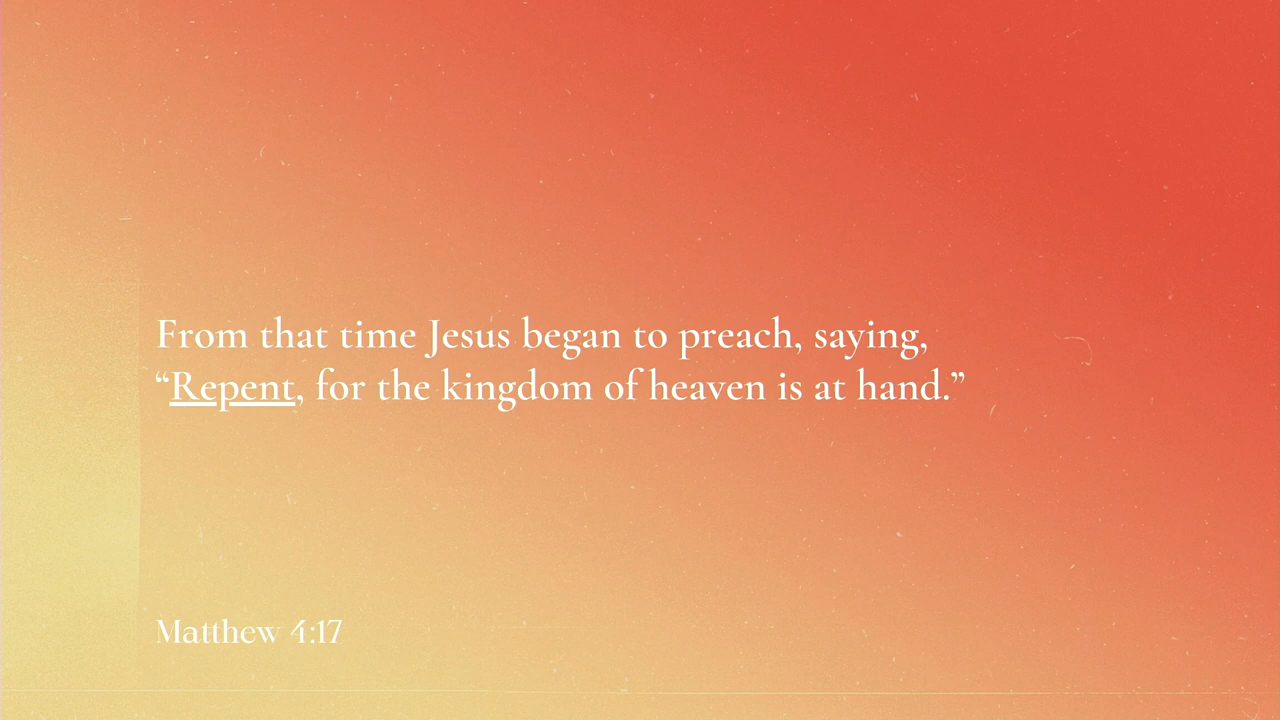 From that time Jesus began to preach, saying,
“Repent, for the kingdom of heaven is at hand.”
Matthew 4:17